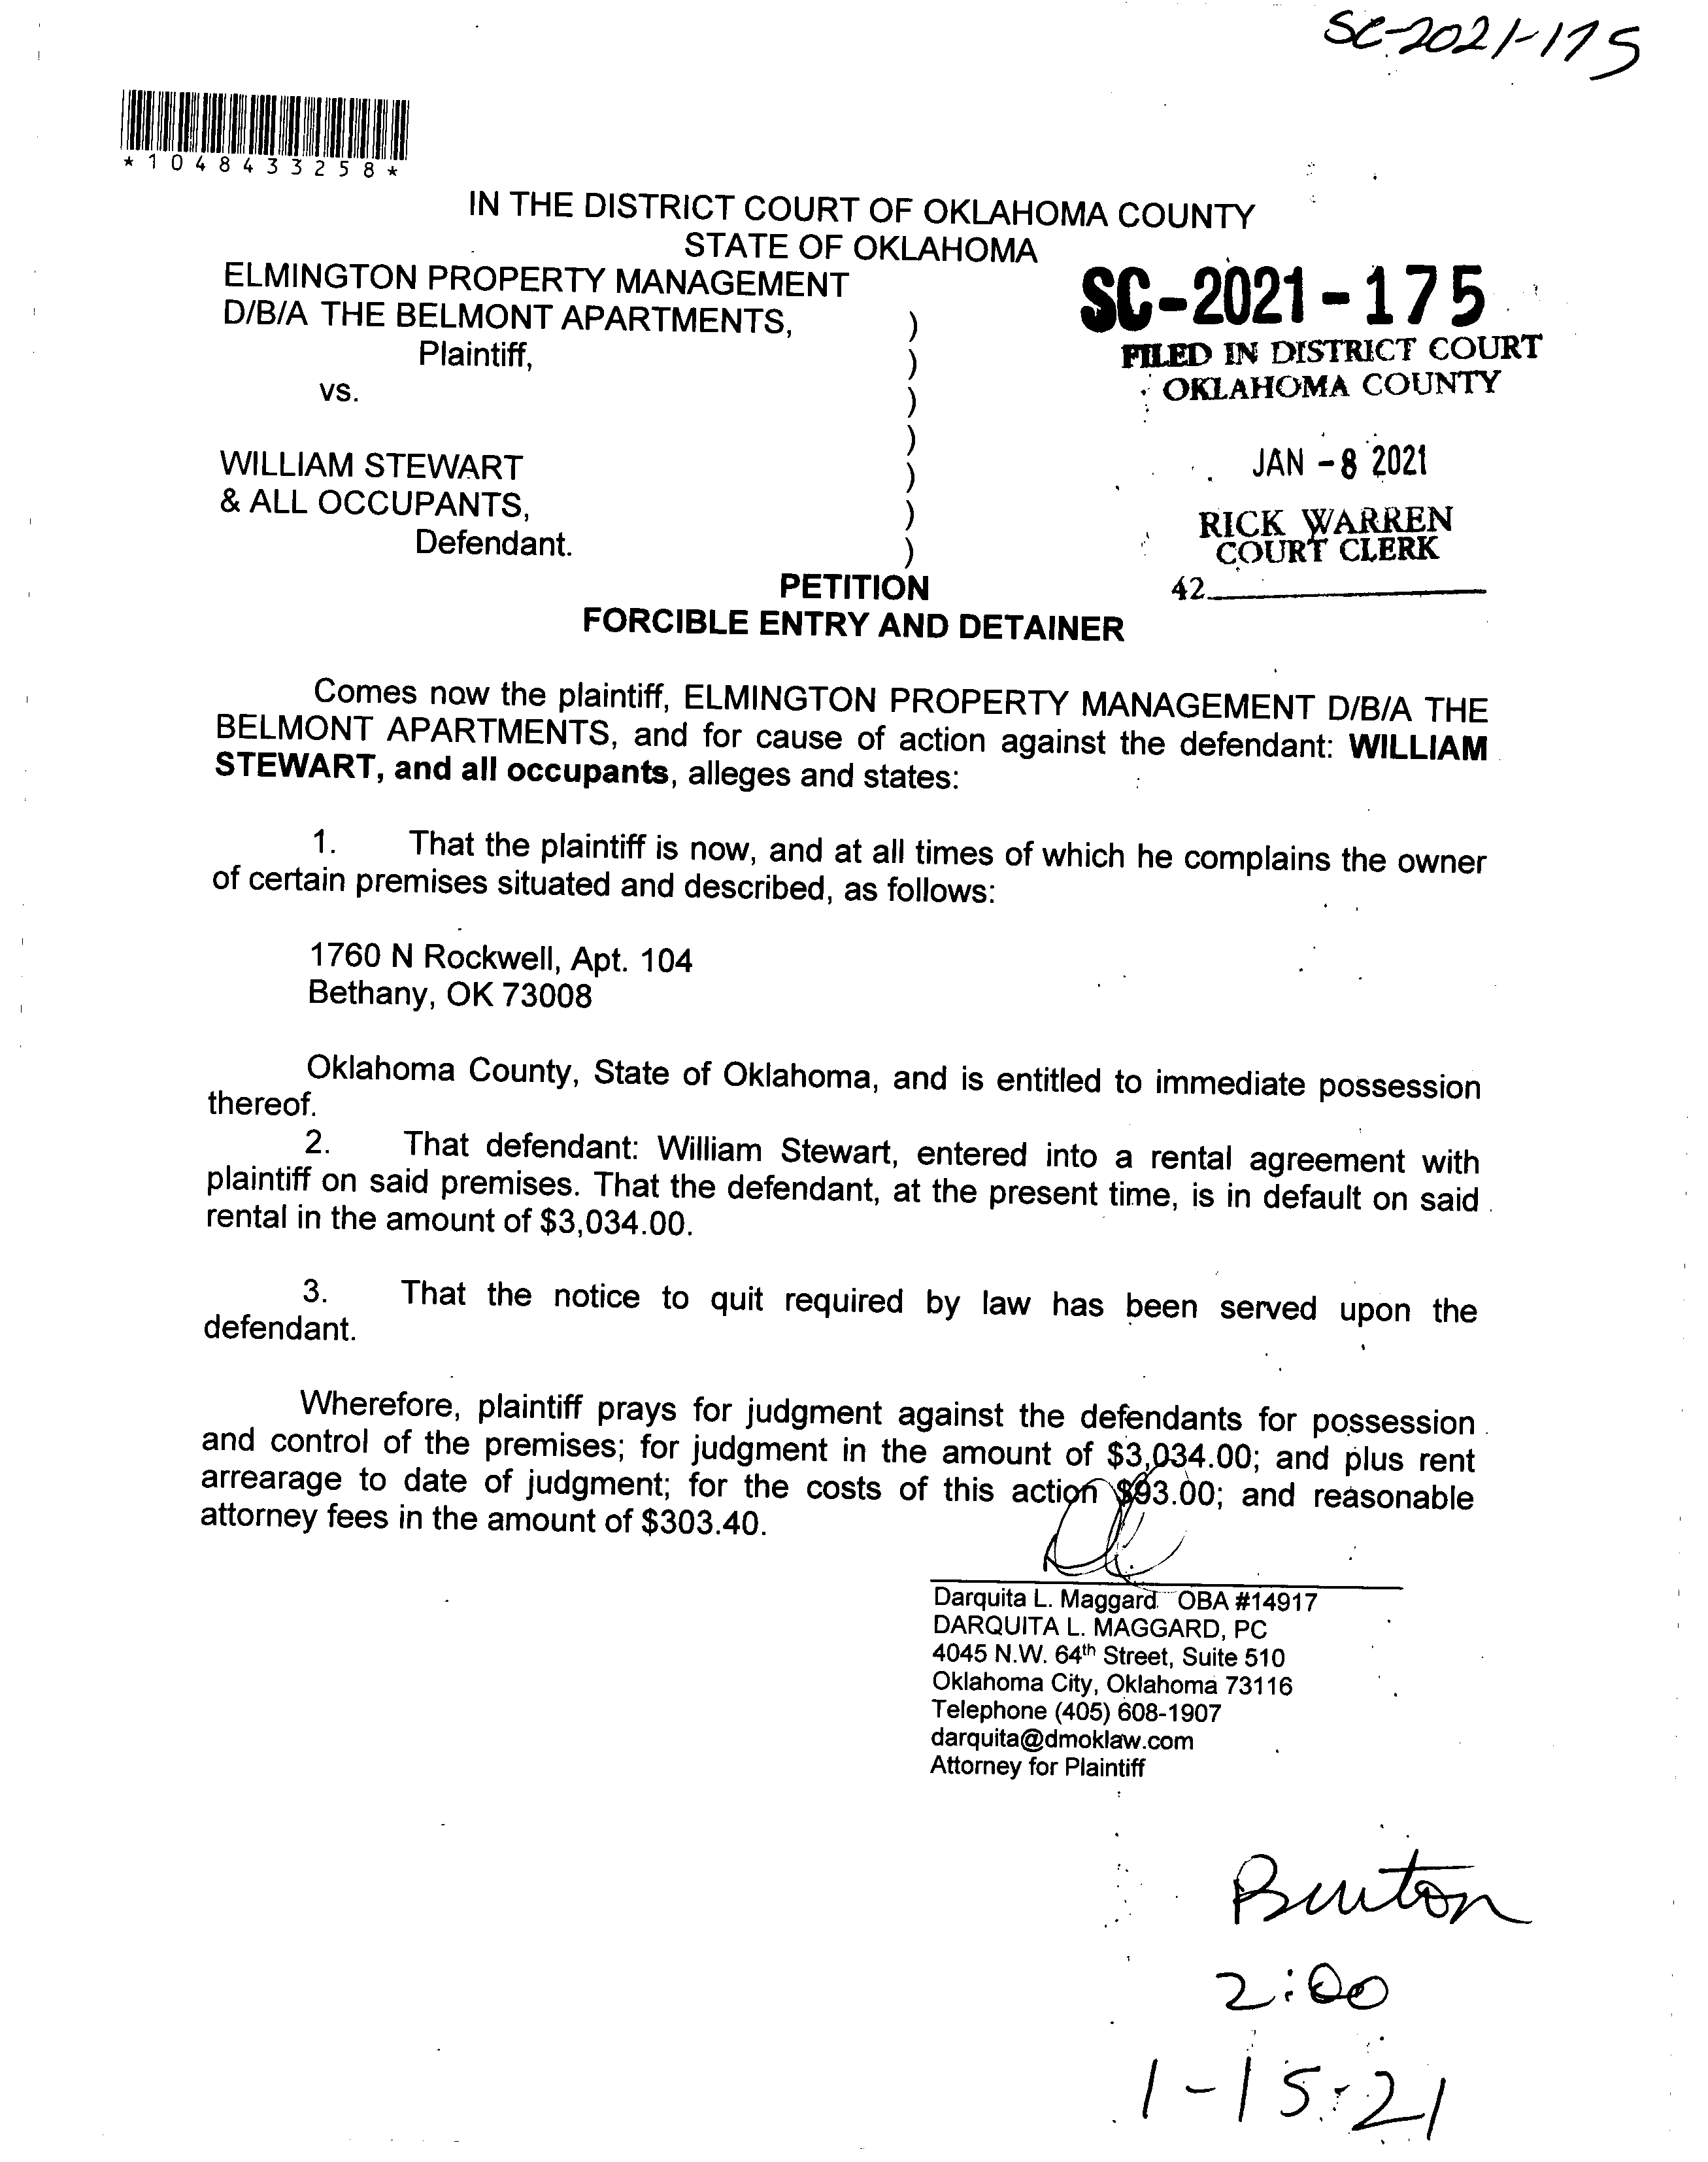 SC-2021-175
*1048433258*
IN THE DISTRICT COURT OF OKLAHOMA COUNTY
STATE OF OKLAHOMA
ELMINGTON PROPERTY MANAGEMENT
D/B/A THE BELMONT APARTMENTS, )
Plaintiff, )
vs. )
)
WILLIAM STEWART )
& ALL OCCUPANTS, )
Defendant. )
SC-2021-175
FILED IN DISTRICT COURT
OKLAHOMA COUNTY
JAN -8 2021
RICK WARREN
COURT CLERK
42
PETITION
FORCIBLE ENTRY AND DETAINER
Comes now the plaintiff, ELMINGTON PROPERTY MANAGEMENT D/B/A THE
BELMONT APARTMENTS, and for cause of action against the defendant: WILLIAM
STEWART, and all occupants, alleges and states:
1. That the plaintiff is now, and at all times of which he complains the owner
of certain premises situated and described, as follows:
1760 N Rockwell, Apt. 104
Bethany, OK 73008
Oklahoma County, State of Oklahoma, and is entitled to immediate possession
thereof.
2. That defendant: William Stewart, entered into a rental agreement with
plaintiff on said premises. That the defendant, at the present time, is in default on said
rental in the amount of $3,034.00.
3. That the notice to quit required by law has been served upon the
defendant.
Wherefore, plaintiff prays for judgment against the defendants for possession
and control of the premises; for judgment in the amount of $3,034.00; and plus rent
arrearage to date of judgment; for the costs of this action $93.00; and reasonable
attorney fees in the amount of $303.40.
Darquita L. Maggard OBA #14917
DARQUITA L. MAGGARD, PC
4045 N.W. 64th Street, Suite 510
Oklahoma City, Oklahoma 73116
Telephone (405) 608-1907
darquita@dmoklaw.com
Attorney for Plaintiff
Burton
2:00
1-15-21